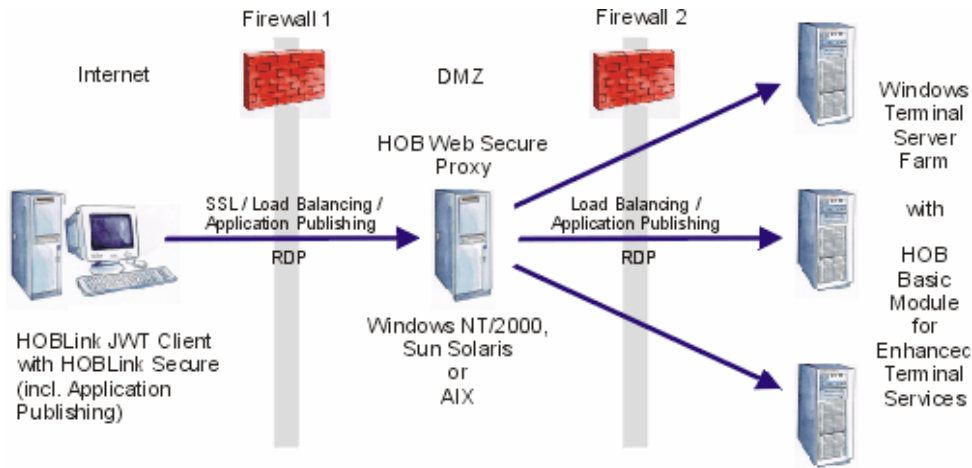 Firewall 1
Firewall 2
Internet
DMZ
Windows
Terminal
Server
Farm
HOB Web Secure
Proxy
SSL / Load Balancing /
Application Publishing
RDP
Load Balancing /
Application Publishing
RDP
with
HOB
Basic
Module
for
Enhanced
Terminal
Services
HOBLink JWT Client
with HOBLink Secure
(incl. Application
Publishing)
Windows NT/2000,
Sun Solaris
or
AIX